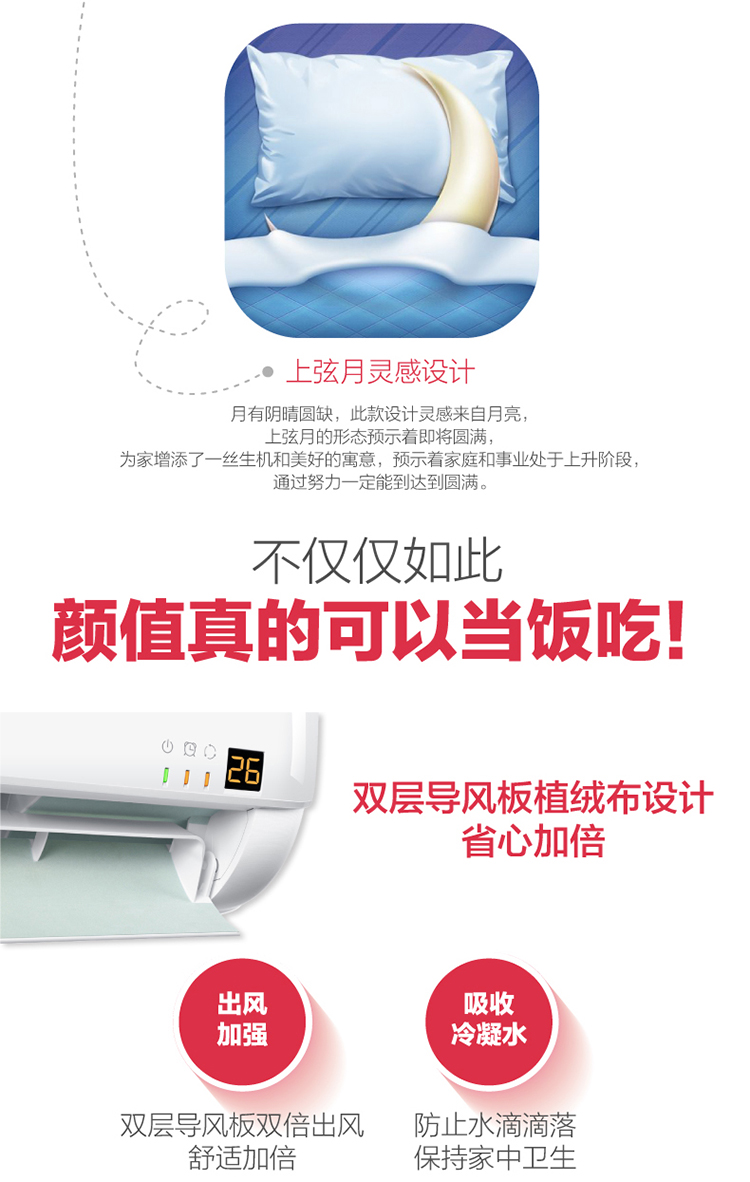 上弦月灵感设计
月有阴晴圆缺，此款设计灵感来自月亮，
上弦月的形态预示着即将圆满，
为家增添了一丝生机和美好的寓意，预示着家庭和事业处于上升阶段，
通过努力一定能到达到圆满。
不仅仅如此
颜值真的可以当饭吃！
26
双层导风板植绒布设计
省心加倍
出风
加强
吸收
冷凝水
双层导风板双倍出风
舒适加倍
防止水滴滴落
保持家中卫生